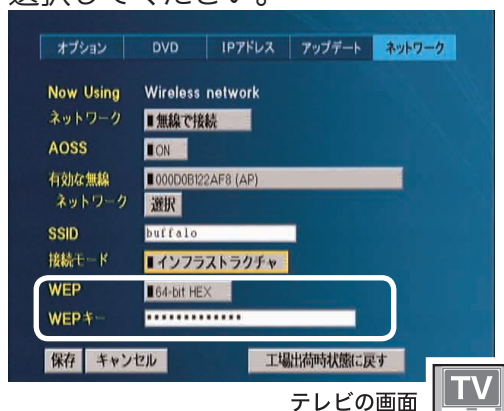 選択してください。
オプション DVD IPアドレス アップデート ネットワーク
Now Using Wireless network
ネットワーク 無線で接続
AOSS ON
有効な無線 000D0B122AF8 (AP)
ネットワーク 選択
SSID buffalo
接続モード インフラストラクチャ
WEP 64-bit HEX
WEPキー *************
保存 キャンセル 工場出荷時状態に戻す
テレビの画面 TV